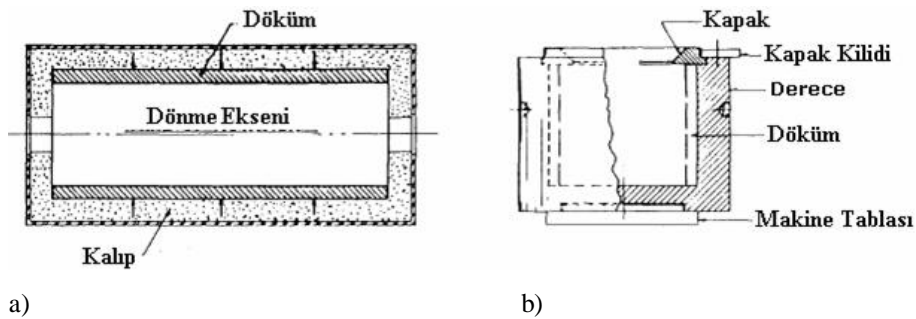 Döküm
Dönme Ekseni
Kalıp
Kapak
Kapak Kilidi
Derece
Döküm
Makine Tablası
a)
b)